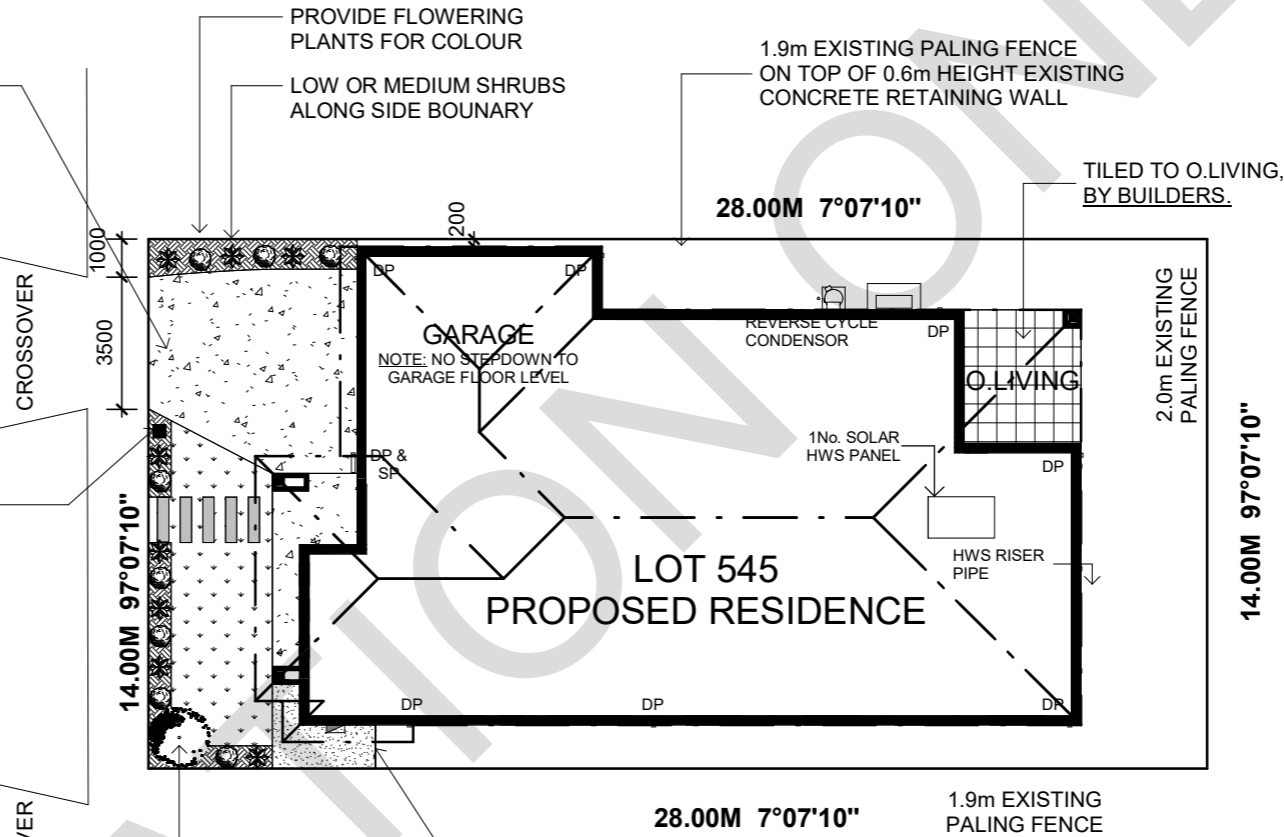 PROVIDE FLOWERING
PLANTS FOR COLOUR
LOW OR MEDIUM SHRUBS
ALONG SIDE BOUNARY
1.9m EXISTING PALING FENCE
ON TOP OF 0.6m HEIGHT EXISTING
CONCRETE RETAINING WALL
TILED TO O.LIVING,
BY BUILDERS.
28.00M 7°07'10"
200
1000
3500
CROSSOVER
DP
DP
GARAGE
NOTE: NO STEPDOWN TO
GARAGE FLOOR LEVEL
REVERSE CYCLE
CONDENSOR
DP
O.LIVING
2.0m EXISTING
PALING FENCE
DP &
SP
1No. SOLAR
HWS PANEL
DP
HWS RISER
PIPE
LOT 545
PROPOSED RESIDENCE
14.00M 97°07'10"
14.00M 97°07'10"
DP
DP
DP
28.00M 7°07'10"
1.9m EXISTING
PALING FENCE
VER
TION ONL